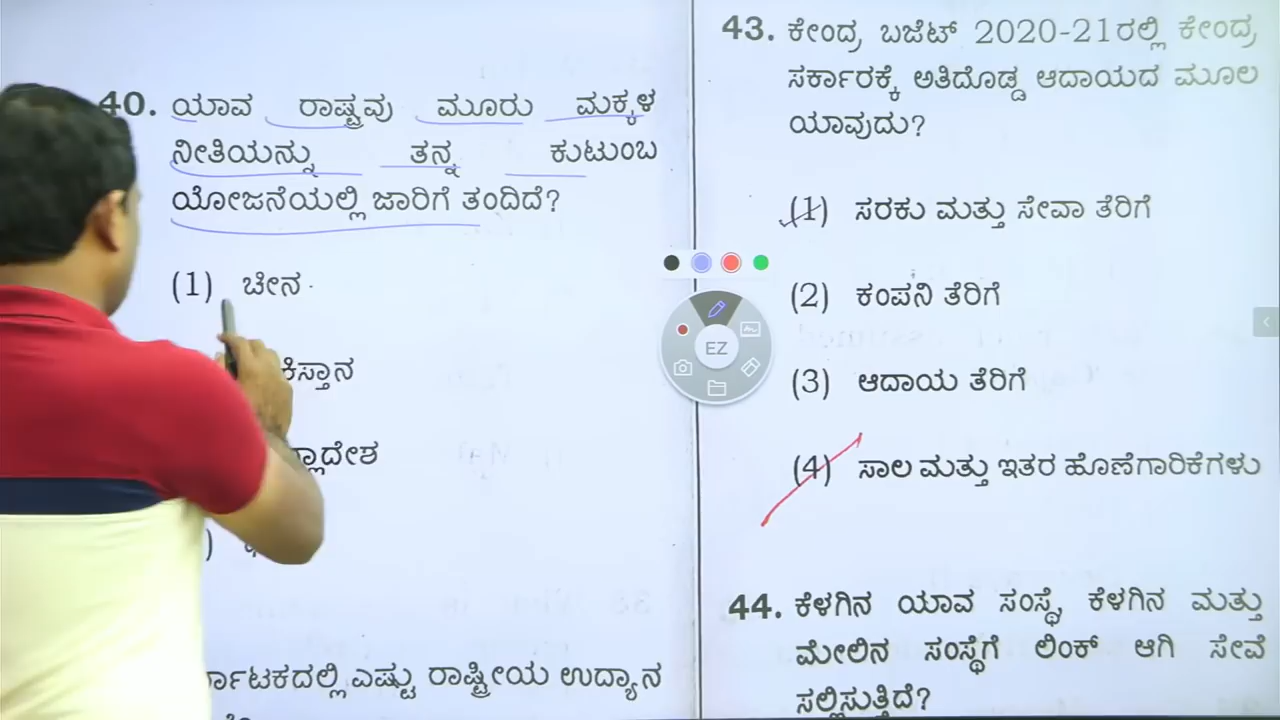 40. ಯಾವ ರಾಷ್ಟ್ರವು ಮೂರು ಮಕ್ಕಳ
ನೀತಿಯನ್ನು ತನ್ನ ಕುಟುಂಬ
ಯೋಜನೆಯಲ್ಲಿ ಜಾರಿಗೆ ತಂದಿದೆ?
(1) ಚೀನ
43. ಕೇಂದ್ರ ಬಜೆಟ್ 2020-21ರಲ್ಲಿ ಕೇಂದ್ರ
ಸರ್ಕಾರಕ್ಕೆ ಅತಿದೊಡ್ಡ ಆದಾಯದ ಮೂಲ
ಯಾವುದು?
(1) ಸರಕು ಮತ್ತು ಸೇವಾ ತೆರಿಗೆ
(2) ಕಂಪನಿ ತೆರಿಗೆ
(3) ಆದಾಯ ತೆರಿಗೆ
(4) ಸಾಲ ಮತ್ತು ಇತರ ಹೊಣೆಗಾರಿಕೆಗಳು
44. ಕೆಳಗಿನ ಯಾವ ಸಂಸ್ಥೆ, ಕೆಳಗಿನ ಮತ್ತು
ಮೇಲಿನ ಸಂಸ್ಥೆಗೆ ಲಿಂಕ್ ಆಗಿ ಸೇವೆ
ಸಲ್ಲಿಸುತ್ತಿದೆ?
ಎಷ್ಟು ರಾಷ್ಟ್ರೀಯ ಉದ್ಯಾನ
EZ